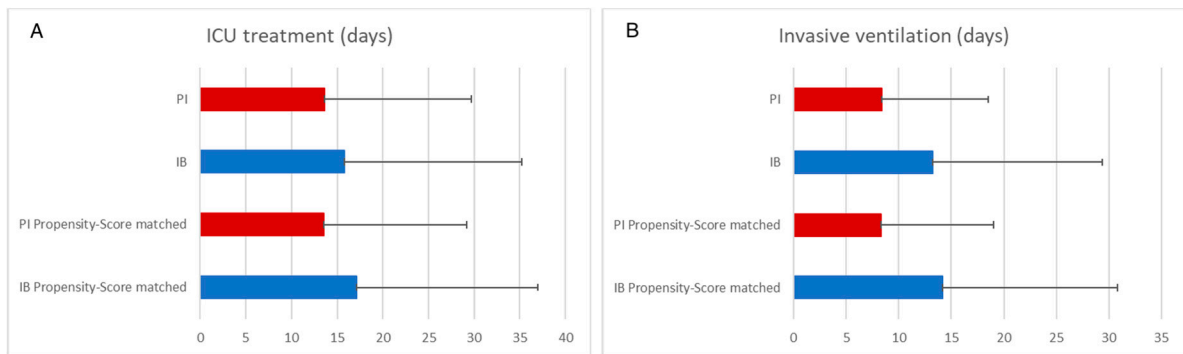 A
ICU treatment (days)
PI
IB
PI Propensity-Score matched
IB Propensity-Score matched
0 5 10 15 20 25 30 35 40
B
Invasive ventilation (days)
PI
IB
PI Propensity-Score matched
IB Propensity-Score matched
0 5 10 15 20 25 30 35